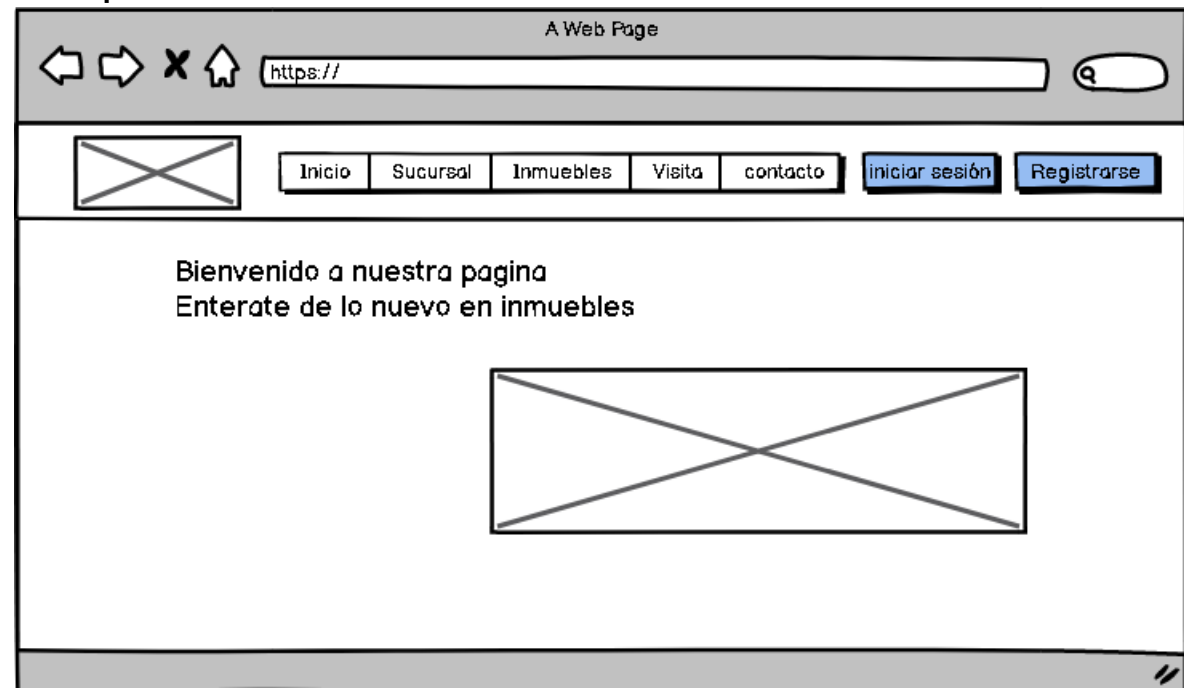 A Web Page
https://
Inicio Sucursal Inmuebles Visita contacto iniciar sesión Registrarse
Bienvenido a nuestra pagina
Enterate de lo nuevo en inmuebles